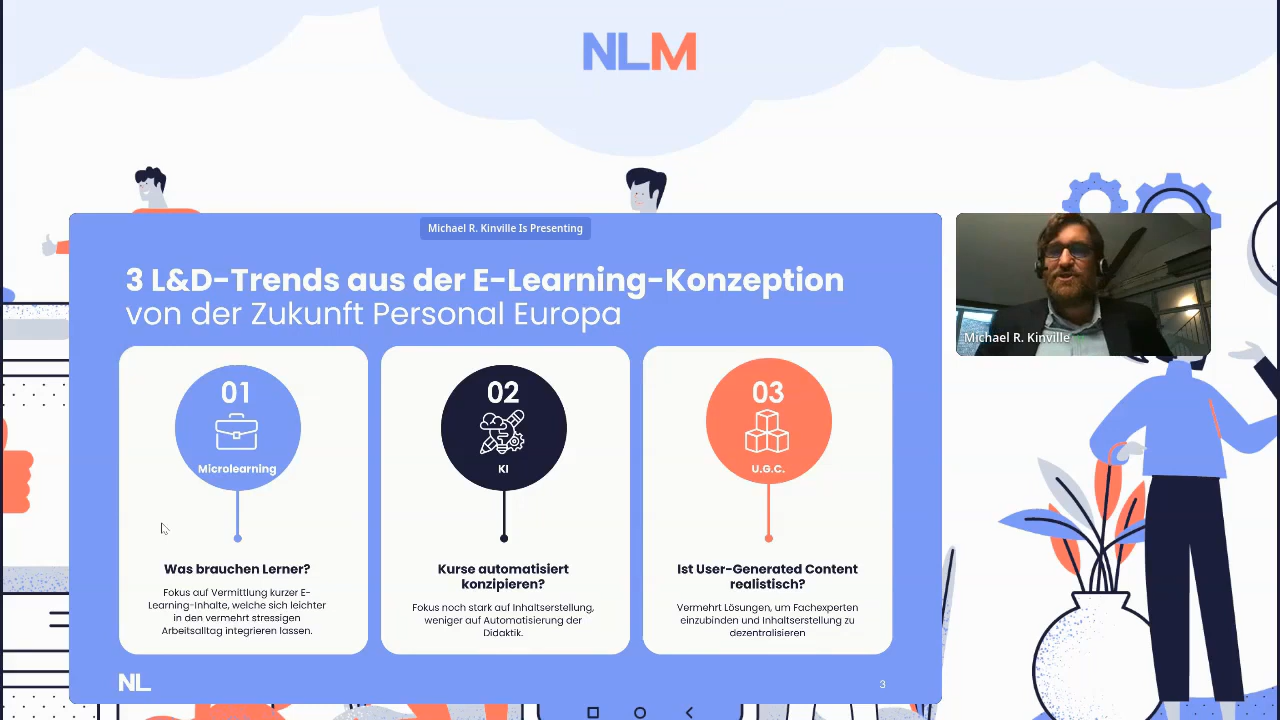 NLM
Michael R. Kinville Is Presenting
3 L&D-Trends aus der E-Learning-Konzeption
von der Zukunft Personal Europa
Michael R. Kinville
01
Microlearning
Was brauchen Lerner?
Fokus auf Vermittlung kurzer E-
Learning-Inhalte, welche sich leichter
in den vermehrt stressigen
Arbeitsalltag integrieren lassen.
02
KI
Kurse automatisiert
konzipieren?
Fokus noch stark auf Inhaltserstellung,
weniger auf Automatisierung der
Didaktik.
03
U.G.C.
Ist User-Generated Content
realistisch?
Vermehrt Lösungen, um Fachexperten
einzubinden und Inhaltserstellung zu
dezentralisieren
NL
3